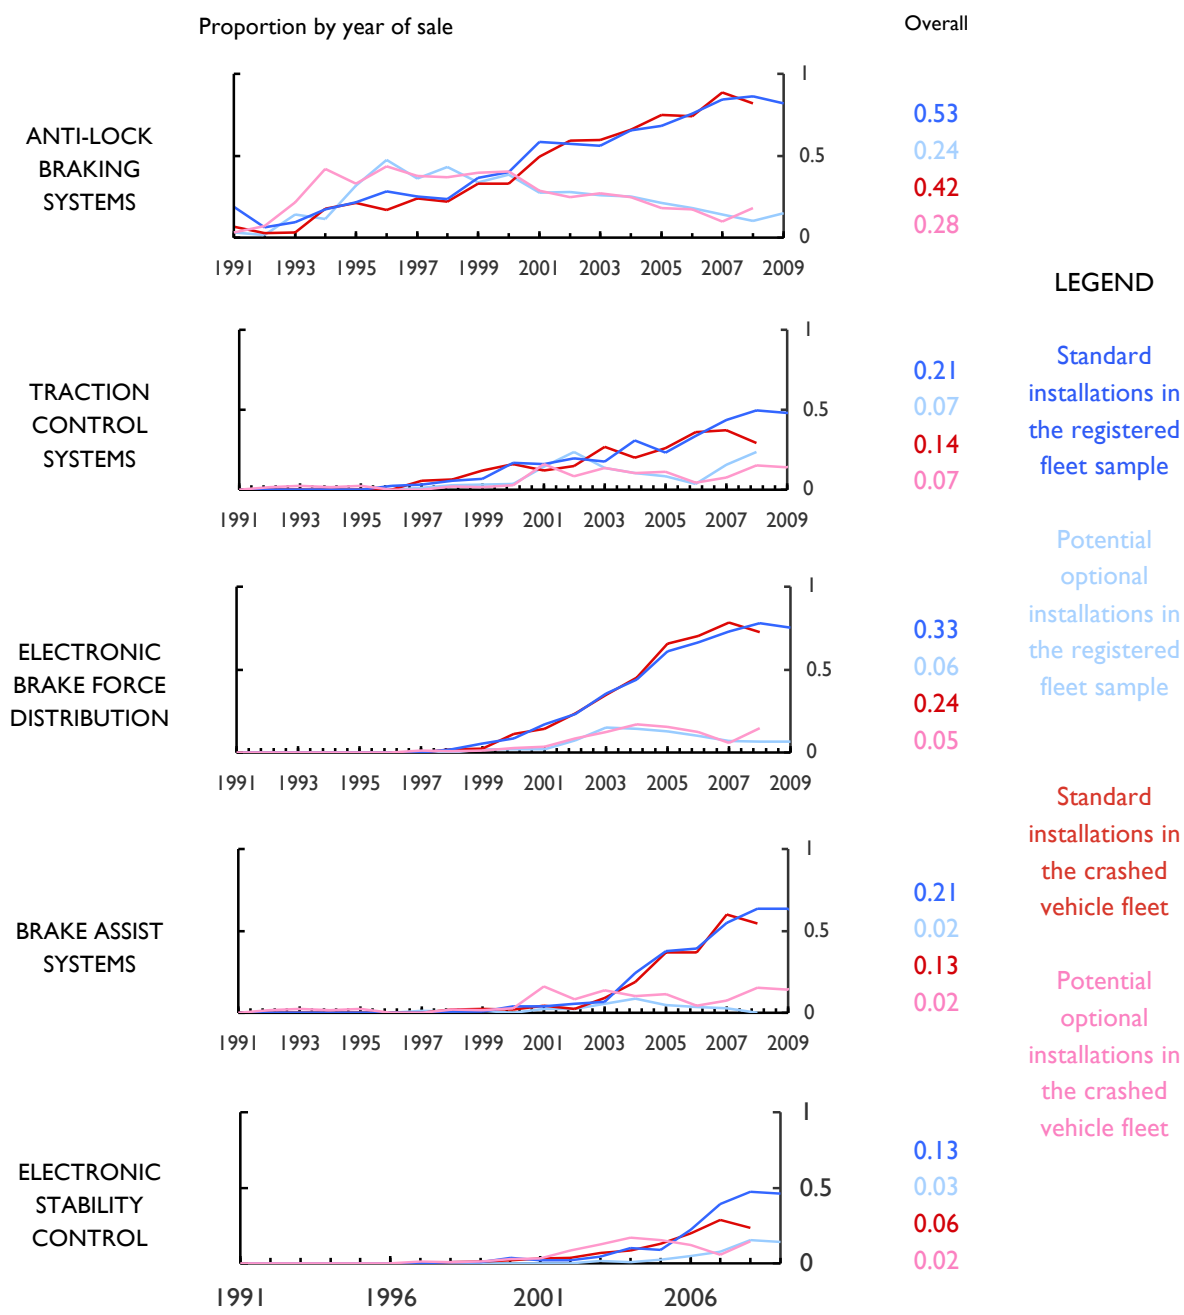 Proportion by year of sale
Overall
ANTI-LOCK
BRAKING
SYSTEMS
1
0.5
0
1991 1993 1995 1997 1999 2001 2003 2005 2007 2009
0.53
0.24
0.42
0.28
TRACTION
CONTROL
SYSTEMS
1
0.5
0
1991 1993 1995 1997 1999 2001 2003 2005 2007 2009
0.21
0.07
0.14
0.07
ELECTRONIC
BRAKE FORCE
DISTRIBUTION
1
0.5
0
1991 1993 1995 1997 1999 2001 2003 2005 2007 2009
0.33
0.06
0.24
0.05
BRAKE ASSIST
SYSTEMS
1
0.5
0
1991 1993 1995 1997 1999 2001 2003 2005 2007 2009
0.21
0.02
0.13
0.02
ELECTRONIC
STABILITY
CONTROL
1
0.5
0
1991 1996 2001 2006
0.13
0.03
0.06
0.02
LEGEND
Standard
installations in
the registered
fleet sample
Potential
optional
installations in
the registered
fleet sample
Standard
installations in
the crashed
vehicle fleet
Potential
optional
installations in
the crashed
vehicle fleet